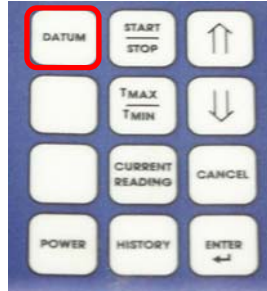 DATUM
START
STOP
TMAX
TMIN
CURRENT
READING
CANCEL
POWER
HISTORY
ENTER